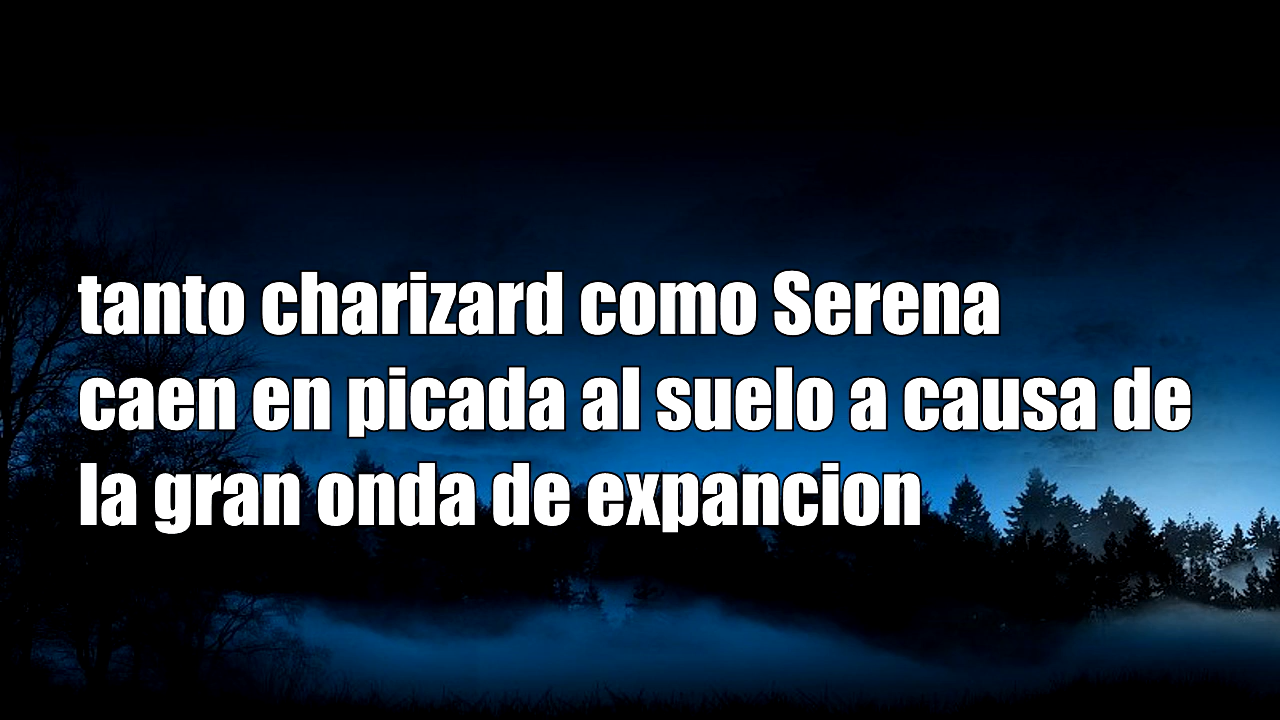 tanto charizard como Serena
caen en picada al suelo a causa de
la gran onda de expancion